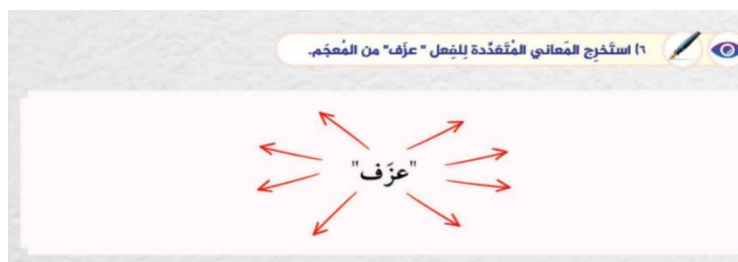 ٦) استَخرِج المَعاني المُتَعَدِّدة لِلفِعل " عزَف" من المُعجَم.
"عزَف"